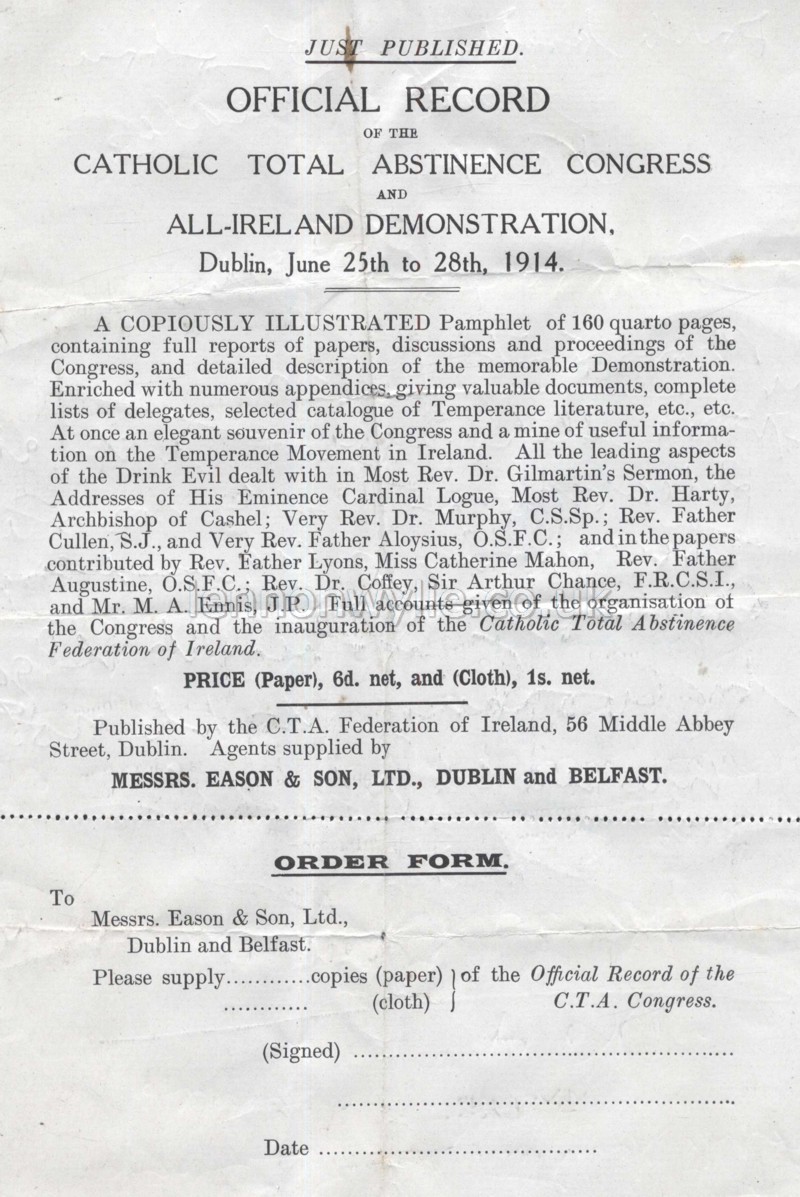 JUST PUBLISHED.
OFFICIAL RECORD
OF THE
CATHOLIC TOTAL ABSTINENCE CONGRESS
AND
ALL-IRELAND DEMONSTRATION,
Dublin, June 25th to 28th, 1914.
A COPIOUSLY ILLUSTRATED Pamphlet of 160 quarto pages,
containing full reports of papers, discussions and proceedings of the
Congress, and detailed description of the memorable Demonstration.
Enriched with numerous appendices, giving valuable documents, complete
lists of delegates, selected catalogue of Temperance literature, etc., etc.
At once an elegant souvenir of the Congress and a mine of useful informa-
tion on the Temperance Movement in Ireland. All the leading aspects
of the Drink Evil dealt with in Most Rev. Dr. Gilmartin's Sermon, the
Addresses of His Eminence Cardinal Logue, Most Rev. Dr. Harty,
Archbishop of Cashel; Very Rev. Dr. Murphy, C.S.Sp.; Rev. Father
Cullen, S.J., and Very Rev. Father Aloysius, O.S.F.C.; and in the papers
contributed by Rev. Father Lyons, Miss Catherine Mahon, Rev. Father
Augustine, O.S.F.C.; Rev. Dr. Coffey, Sir Arthur Chance, F.R.C.S.I.,
and Mr. M. A. Ennis, J.P. Full accounts given of the organisation of
the Congress and the inauguration of the Catholic Total Abstinence
Federation of Ireland.
lennonwylie.co.uk
PRICE (Paper), 6d. net, and (Cloth), 1s. net.
Published by the C.T.A. Federation of Ireland, 56 Middle Abbey
Street, Dublin. Agents supplied by
MESSRS. EASON & SON, LTD., DUBLIN and BELFAST.
ORDER FORM.
To
Messrs. Eason & Son, Ltd.,
Dublin and Belfast.
Please supply............copies (paper) } of the Official Record of the
............ (cloth) } C.T.A. Congress.
(Signed) ......................................................
......................................................
Date ........................................